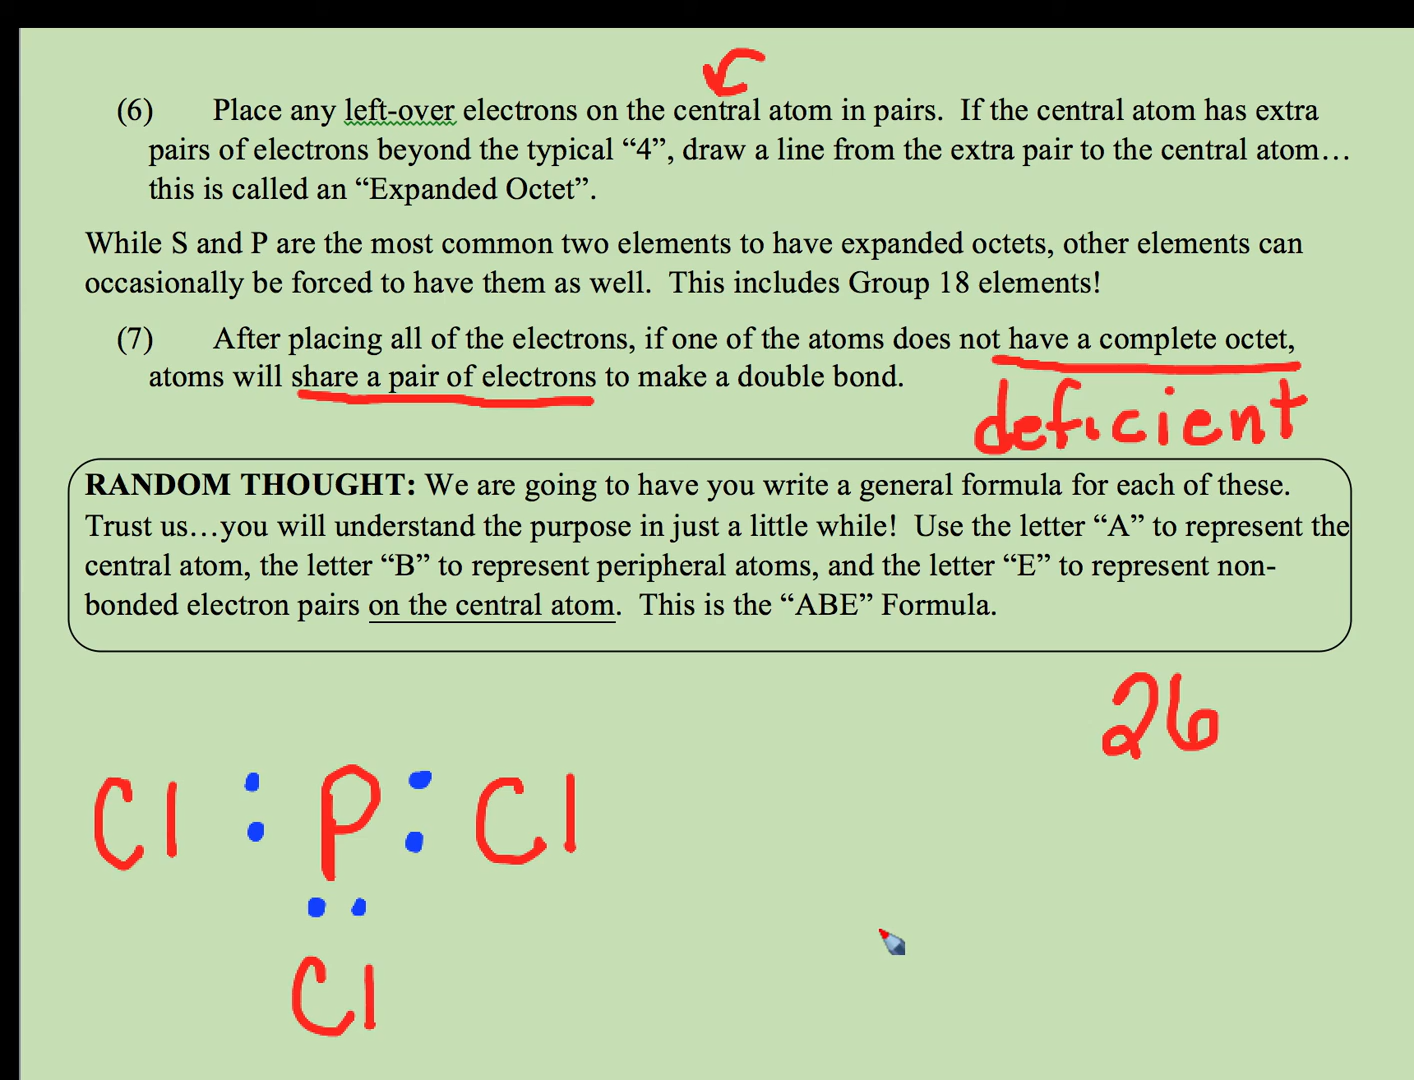 (6) Place any left-over electrons on the central atom in pairs. If the central atom has extra
pairs of electrons beyond the typical “4”, draw a line from the extra pair to the central atom…
this is called an “Expanded Octet”.
While S and P are the most common two elements to have expanded octets, other elements can
occasionally be forced to have them as well. This includes Group 18 elements!
(7) After placing all of the electrons, if one of the atoms does not have a complete octet,
atoms will share a pair of electrons to make a double bond.
deficient
RANDOM THOUGHT: We are going to have you write a general formula for each of these.
Trust us…you will understand the purpose in just a little while! Use the letter “A” to represent the
central atom, the letter “B” to represent peripheral atoms, and the letter “E” to represent non-
bonded electron pairs on the central atom. This is the “ABE” Formula.
26
Cl : P : Cl
..
Cl